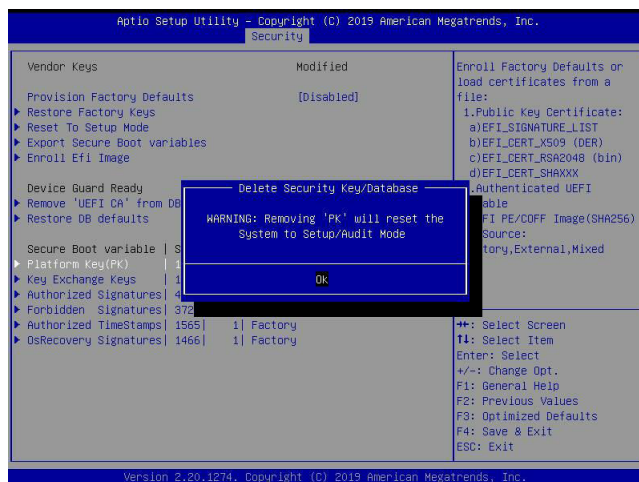 Aptio Setup Utility – Copyright (C) 2019 American Megatrends, Inc.
Security
Vendor Keys Modified
Provision Factory Defaults [Disabled]
Restore Factory Keys
Reset To Setup Mode
Export Secure Boot variables
Enroll Efi Image
Device Guard Ready
Remove 'UEFI CA' from DB
Restore DB defaults
Secure Boot variable | S
Platform Key(PK) | 1
Key Exchange Keys | 1
Authorized Signatures| 4
Forbidden Signatures| 372
Authorized TimeStamps| 1565| 1| Factory
OsRecovery Signatures| 1466| 1| Factory
Delete Security Key/Database
WARNING: Removing 'PK' will reset the
System to Setup/Audit Mode
Ok
Enroll Factory Defaults or
load certificates from a
file:
1.Public Key Certificate:
a)EFI_SIGNATURE_LIST
b)EFI_CERT_X509 (DER)
c)EFI_CERT_RSA2048 (bin)
d)EFI_CERT_SHAXXX
.Authenticated UEFI
able
FI PE/COFF Image(SHA256)
Source:
tory,External,Mixed
→←: Select Screen
↑↓: Select Item
Enter: Select
+/-: Change Opt.
F1: General Help
F2: Previous Values
F3: Optimized Defaults
F4: Save & Exit
ESC: Exit
Version 2.20.1274. Copyright (C) 2019 American Megatrends, Inc.